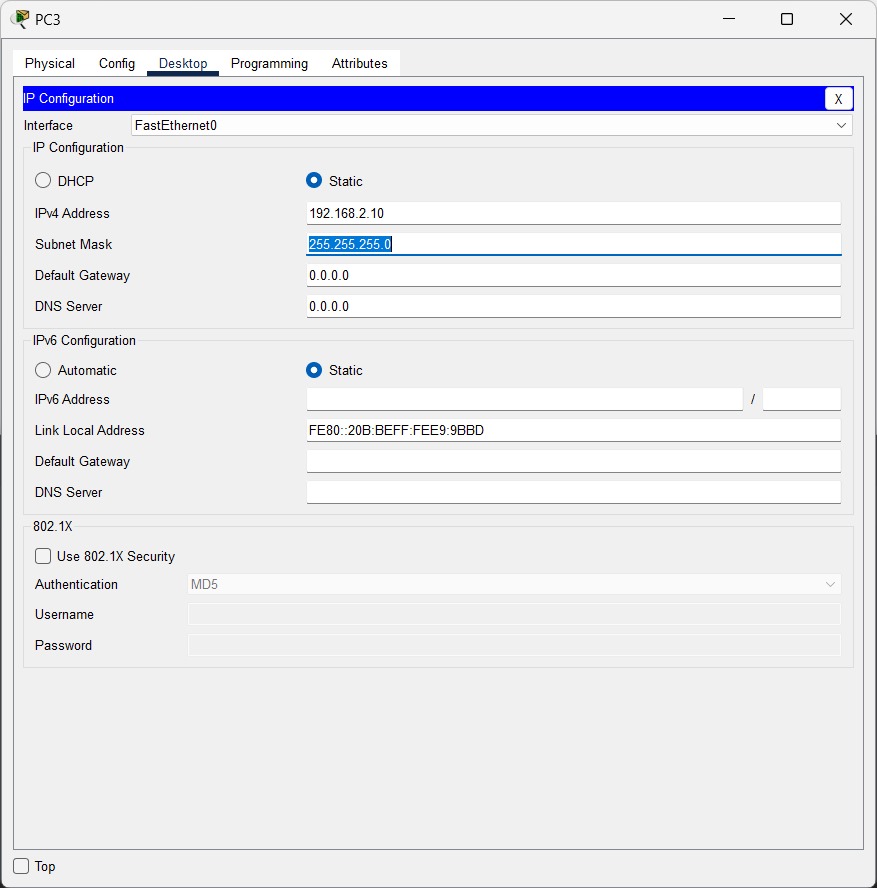 PC3
Physical Config Desktop Programming Attributes
IP Configuration X
Interface FastEthernet0
IP Configuration
DHCP Static
IPv4 Address 192.168.2.10
Subnet Mask 255.255.255.0
Default Gateway 0.0.0.0
DNS Server 0.0.0.0
IPv6 Configuration
Automatic Static
IPv6 Address /
Link Local Address FE80::20B:BEFF:FEE9:9BBD
Default Gateway
DNS Server
802.1X
Use 802.1X Security
Authentication MD5
Username
Password
Top